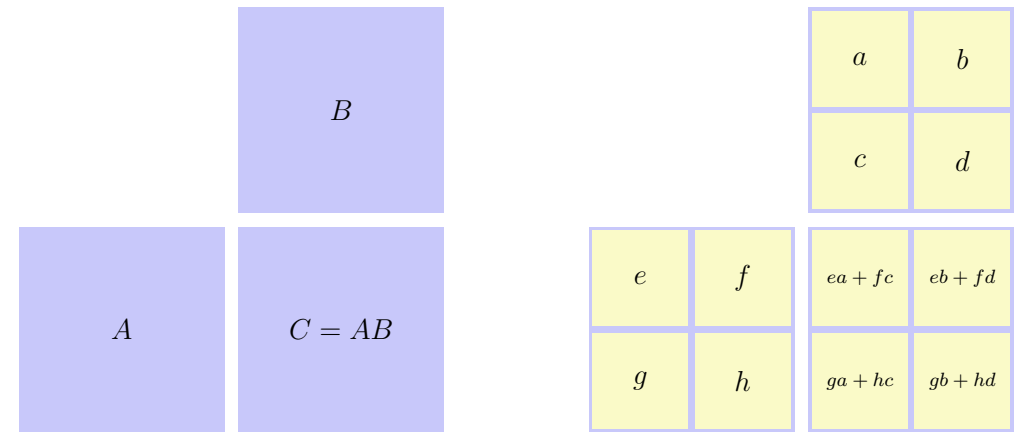 B
A
C = AB
a b
c d
e f
g h
ea + fc eb + fd
ga + hc gb + hd